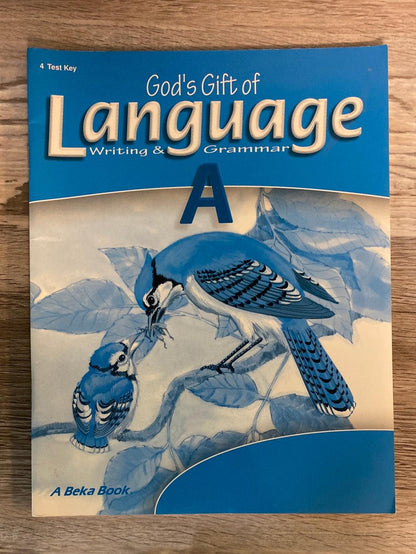 4 Test Key
God's Gift of
Language
Writing & Grammar
A
A Beka Book.